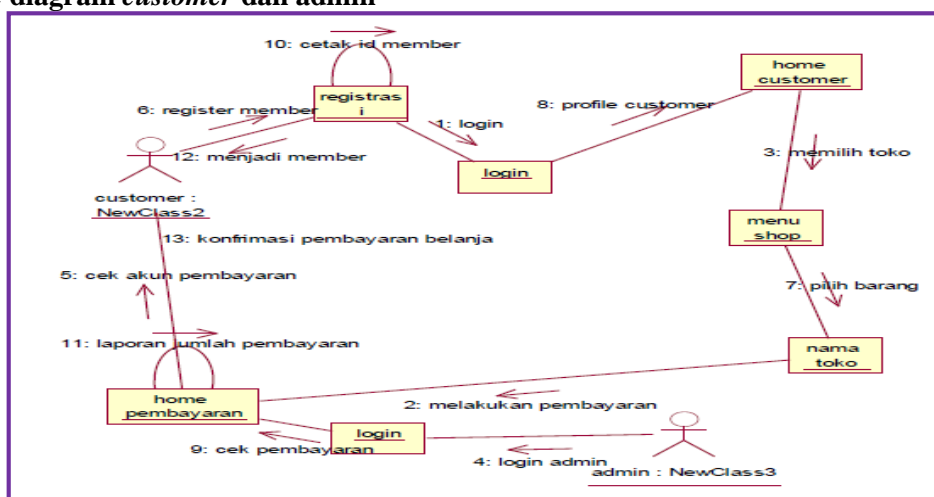 diagram customer dan admin
10: cetak id member
home
customer
registras
i
6: register member
8: profile customer
1: login
12: menjadi member
3: memilih toko
login
customer :
NewClass2
menu
shop
13: konfrimasi pembayaran belanja
5: cek akun pembayaran
7: pilih barang
11: laporan jumlah pembayaran
nama
toko
home
pembayaran
2: melakukan pembayaran
login
9: cek pembayaran
4: login admin
admin : NewClass3